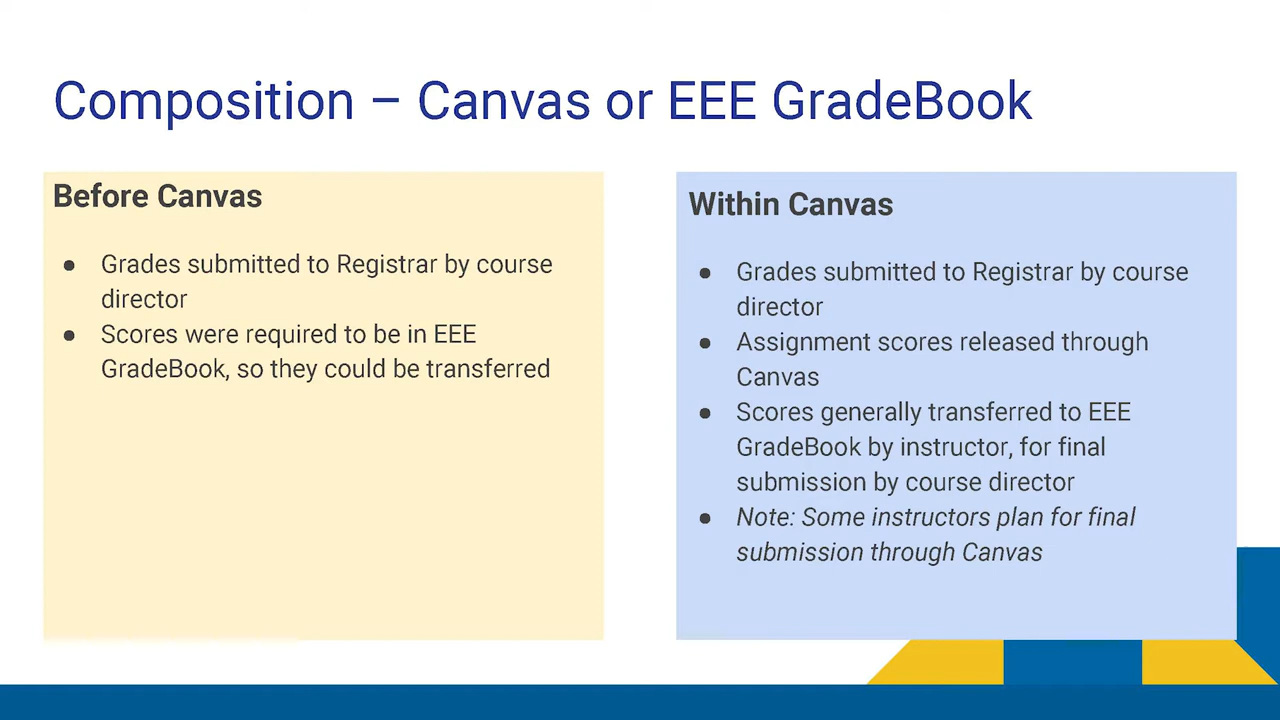 Composition – Canvas or EEE GradeBook
Before Canvas
● Grades submitted to Registrar by course
director
● Scores were required to be in EEE
GradeBook, so they could be transferred
Within Canvas
● Grades submitted to Registrar by course
director
● Assignment scores released through
Canvas
● Scores generally transferred to EEE
GradeBook by instructor, for final
submission by course director
● Note: Some instructors plan for final
submission through Canvas